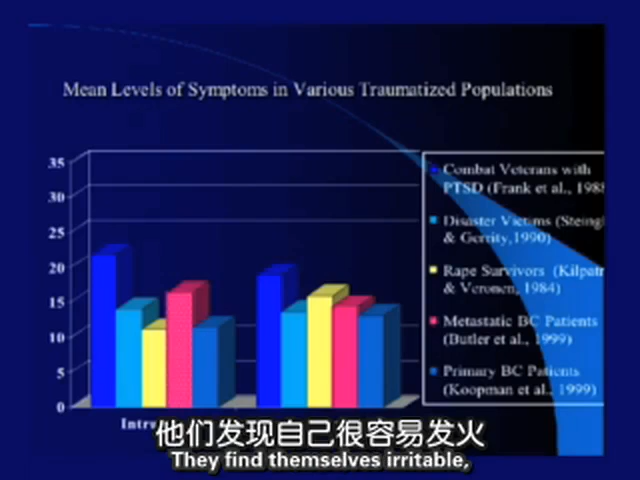 Mean Levels of Symptoms in Various Traumatized Populations
35
30
25
20
15
10
5
0
Combat Veterans with
PTSD (Frank et al., 1988
Disaster Victims (Steing
& Gerrity,1990)
Rape Survivors (Kilpatr
& Veronen, 1984)
Metastatic BC Patients
(Butler et al., 1999)
Primary BC Patients
(Koopman et al., 1999)
他们发现自己很容易发火
They find themselves irritable,